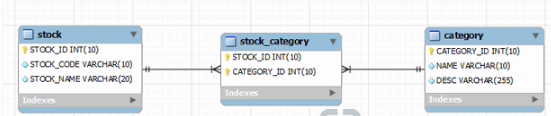 stock
STOCK_ID INT(10)
STOCK_CODE VARCHAR(10)
STOCK_NAME VARCHAR(20)
Indexes
stock_category
STOCK_ID INT(10)
CATEGORY_ID INT(10)
Indexes
category
CATEGORY_ID INT(10)
NAME VARCHAR(10)
DESC VARCHAR(255)
Indexes